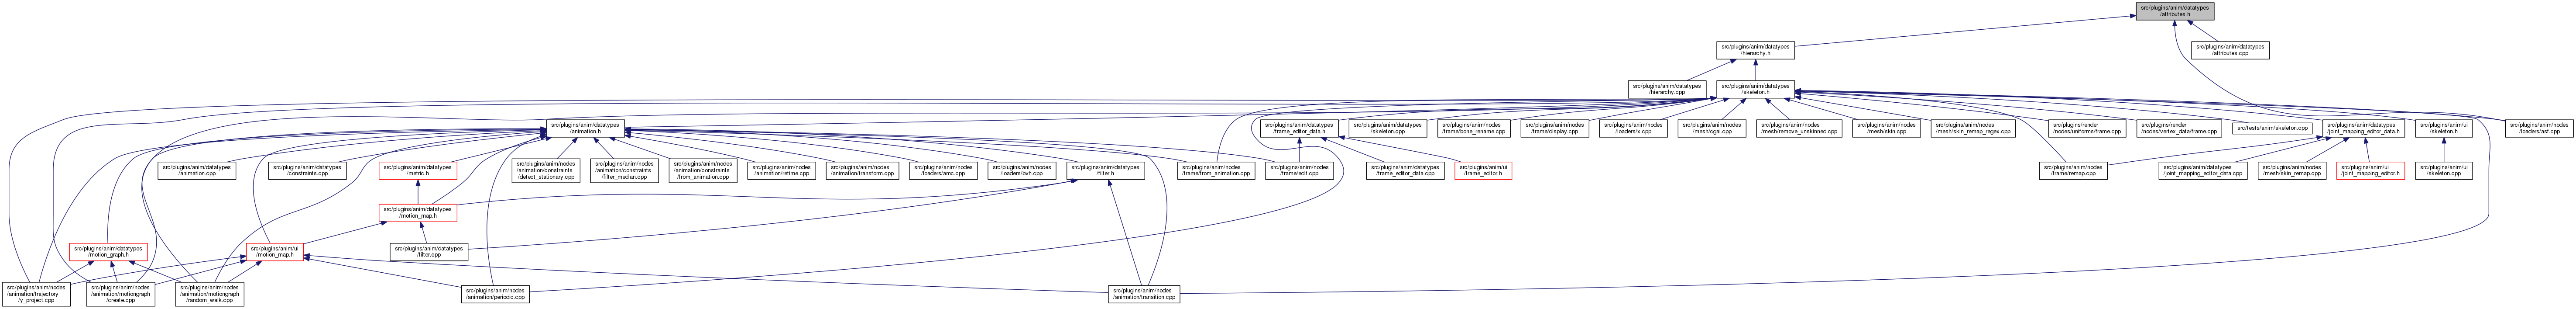 src/plugins/anim/datatypes
/attributes.h
src/plugins/anim/datatypes
/hierarchy.h
src/plugins/anim/datatypes
/attributes.cpp
src/plugins/anim/datatypes
/hierarchy.cpp
src/plugins/anim/datatypes
/skeleton.h
src/plugins/anim/datatypes
/animation.h
src/plugins/anim/datatypes
/frame_editor_data.h
src/plugins/anim/datatypes
/skeleton.cpp
src/plugins/anim/nodes
/frame/bone_rename.cpp
src/plugins/anim/nodes
/frame/display.cpp
src/plugins/anim/nodes
/loaders/x.cpp
src/plugins/anim/nodes
/mesh/cgal.cpp
src/plugins/anim/nodes
/mesh/remove_unskinned.cpp
src/plugins/anim/nodes
/mesh/skin.cpp
src/plugins/anim/nodes
/mesh/skin_remap_regex.cpp
src/plugins/render
/nodes/uniforms/frame.cpp
src/plugins/render
/nodes/vertex_data/frame.cpp
src/tests/anim/skeleton.cpp
src/plugins/anim/datatypes
/joint_mapping_editor_data.h
src/plugins/anim/ui
/skeleton.h
src/plugins/anim/nodes
/loaders/asf.cpp
src/plugins/anim/datatypes
/animation.cpp
src/plugins/anim/datatypes
/constraints.cpp
src/plugins/anim/datatypes
/metric.h
src/plugins/anim/nodes
/animation/constraints
/detect_stationary.cpp
src/plugins/anim/nodes
/animation/constraints
/filter_median.cpp
src/plugins/anim/nodes
/animation/constraints
/from_animation.cpp
src/plugins/anim/nodes
/animation/retime.cpp
src/plugins/anim/nodes
/animation/transform.cpp
src/plugins/anim/nodes
/loaders/amc.cpp
src/plugins/anim/nodes
/loaders/bvh.cpp
src/plugins/anim/datatypes
/filter.h
src/plugins/anim/nodes
/frame/from_animation.cpp
src/plugins/anim/nodes
/frame/edit.cpp
src/plugins/anim/datatypes
/frame_editor_data.cpp
src/plugins/anim/ui
/frame_editor.h
src/plugins/anim/nodes
/frame/remap.cpp
src/plugins/anim/datatypes
/joint_mapping_editor_data.cpp
src/plugins/anim/nodes
/mesh/skin_remap.cpp
src/plugins/anim/ui
/joint_mapping_editor.h
src/plugins/anim/ui
/skeleton.cpp
src/plugins/anim/datatypes
/motion_map.h
src/plugins/anim/datatypes
/motion_graph.h
src/plugins/anim/ui
/motion_map.h
src/plugins/anim/datatypes
/filter.cpp
src/plugins/anim/nodes
/animation/trajectory
/y_project.cpp
src/plugins/anim/nodes
/animation/motiongraph
/create.cpp
src/plugins/anim/nodes
/animation/motiongraph
/random_walk.cpp
src/plugins/anim/nodes
/animation/periodic.cpp
src/plugins/anim/nodes
/animation/transition.cpp